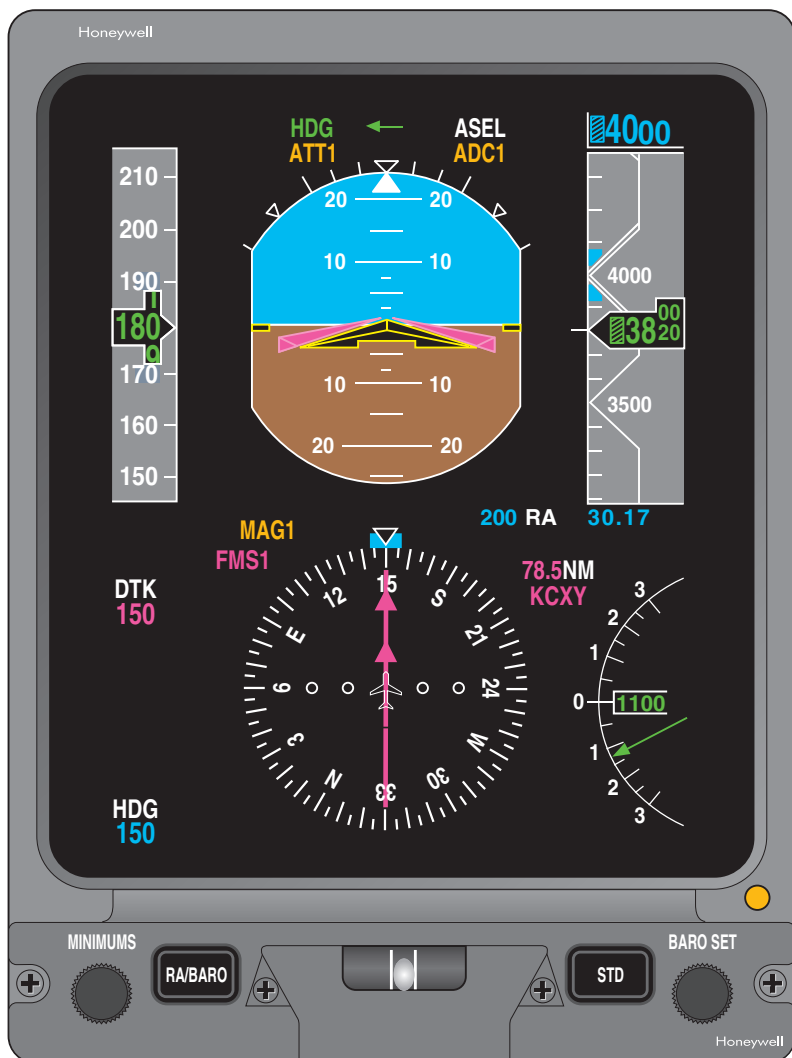 Honeywell
HDG ← ASEL
ATT1 ADC1
4000
210
200
190
180
170
160
150
20 20
10 10
10 10
20 20
4000
38 00
20
3500
200 RA 30.17
MAG1
FMS1
78.5NM
KCXY
DTK
150
HDG
150
15
S
21
24
W
30
33
N
3
6
E
12
3
2
1
0 1100
1
2
3
MINIMUMS
RA/BARO
STD
BARO SET
Honeywell